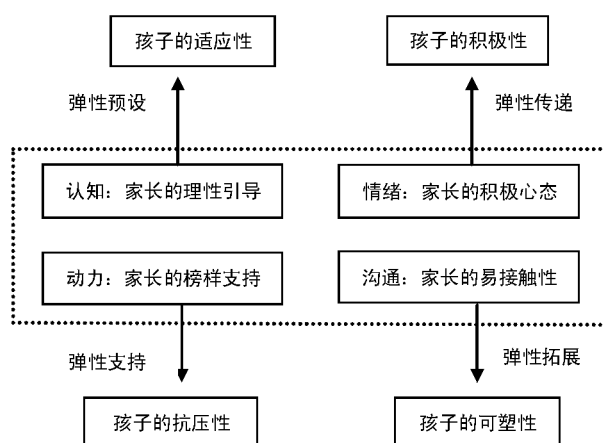 孩子的适应性
孩子的积极性
弹性预设
弹性传递
认知：家长的理性引导
情绪：家长的积极心态
动力：家长的榜样支持
沟通：家长的易接触性
弹性支持
弹性拓展
孩子的抗压性
孩子的可塑性